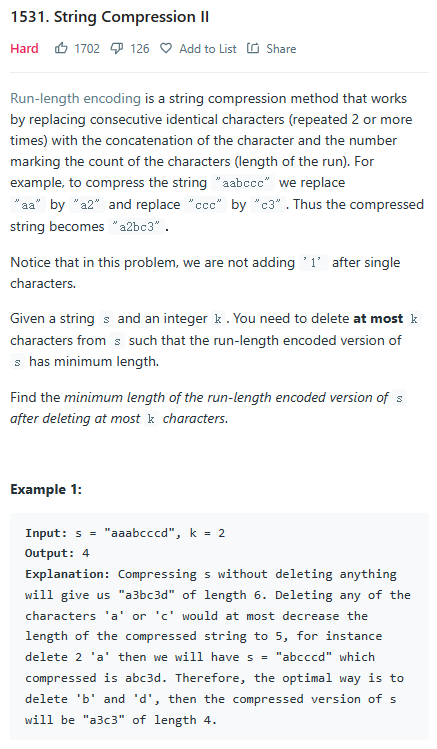 1531. String Compression II
Hard 1702 126 Add to List Share
Run-length encoding is a string compression method that works
by replacing consecutive identical characters (repeated 2 or more
times) with the concatenation of the character and the number
marking the count of the characters (length of the run). For
example, to compress the string "aabccc" we replace
"aa" by "a2" and replace "ccc" by "c3" . Thus the compressed
string becomes "a2bc3" .
Notice that in this problem, we are not adding '1' after single
characters.
Given a string s and an integer k . You need to delete at most k
characters from s such that the run-length encoded version of
s has minimum length.
Find the minimum length of the run-length encoded version of s
after deleting at most k characters.
Example 1:
Input: s = "aaabcccd", k = 2
Output: 4
Explanation: Compressing s without deleting anything
will give us "a3bc3d" of length 6. Deleting any of the
characters 'a' or 'c' would at most decrease the
length of the compressed string to 5, for instance
delete 2 'a' then we will have s = "abcccd" which
compressed is abc3d. Therefore, the optimal way is to
delete 'b' and 'd', then the compressed version of s
will be "a3c3" of length 4.